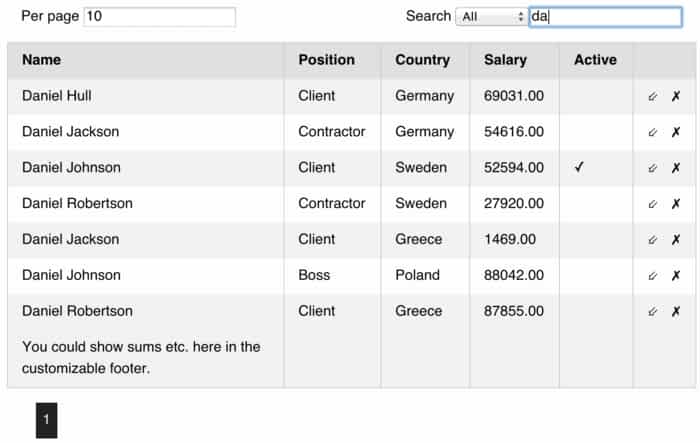 Per page 10 Search All da
Name Position Country Salary Active
Daniel Hull Client Germany 69031.00 ✗
Daniel Jackson Contractor Germany 54616.00 ✗
Daniel Johnson Client Sweden 52594.00 ✓ ✗
Daniel Robertson Contractor Sweden 27920.00 ✗
Daniel Jackson Client Greece 1469.00 ✗
Daniel Johnson Boss Poland 88042.00 ✗
Daniel Robertson Client Greece 87855.00 ✗
You could show sums etc. here in the
customizable footer.
1